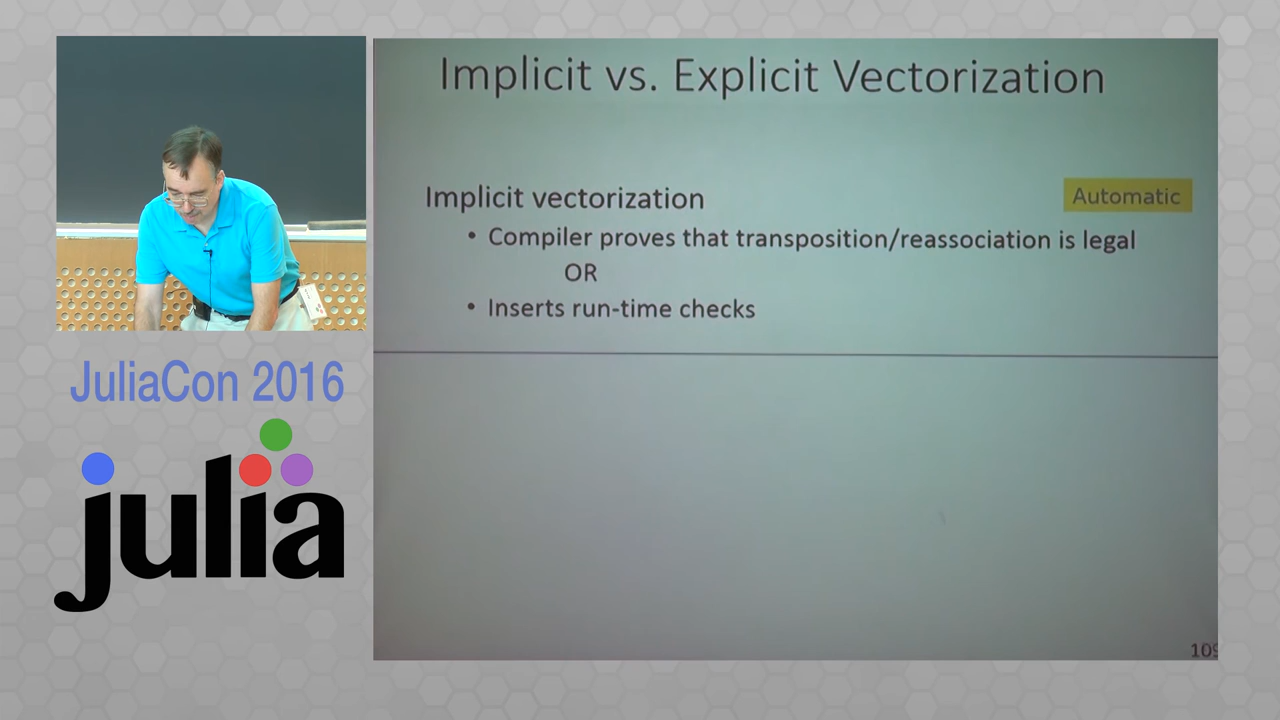 Implicit vs. Explicit Vectorization
Implicit vectorization
Automatic
• Compiler proves that transposition/reassociation is legal
OR
• Inserts run-time checks
JuliaCon 2016
julia
109